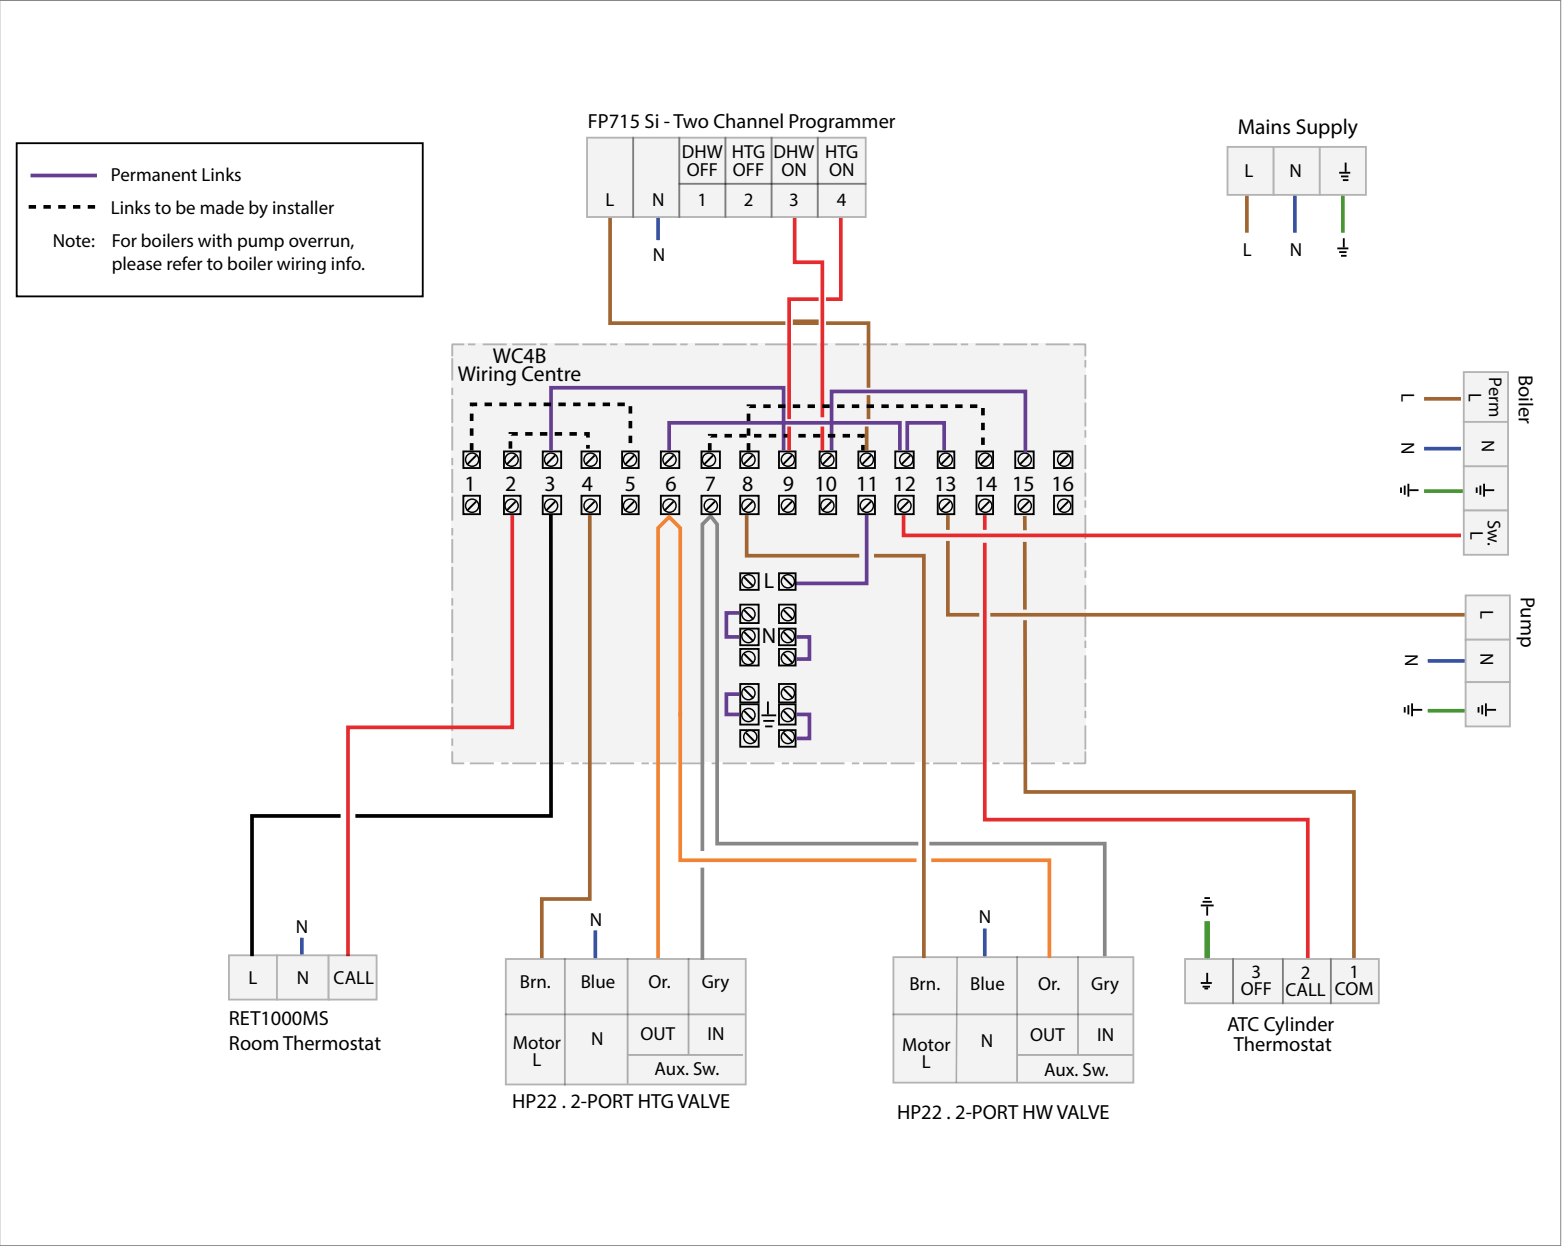 FP715 Si - Two Channel Programmer
DHW OFF
HTG OFF
DHW ON
HTG ON
L
N
1
2
3
4
N
Mains Supply
L
N
L
N
Permanent Links
Links to be made by installer
Note: For boilers with pump overrun,
please refer to boiler wiring info.
WC4B
Wiring Centre
1 2 3 4 5 6 7 8 9 10 11 12 13 14 15 16
L
N
Boiler
L
Perm L
N
N
Sw. L
Pump
L
N
N
N
L
N
CALL
RET1000MS
Room Thermostat
N
Brn.
Blue
Or.
Gry
Motor L
N
OUT
IN
Aux. Sw.
HP22 . 2-PORT HTG VALVE
N
Brn.
Blue
Or.
Gry
Motor L
N
OUT
IN
Aux. Sw.
HP22 . 2-PORT HW VALVE
3 OFF
2 CALL
1 COM
ATC Cylinder
Thermostat